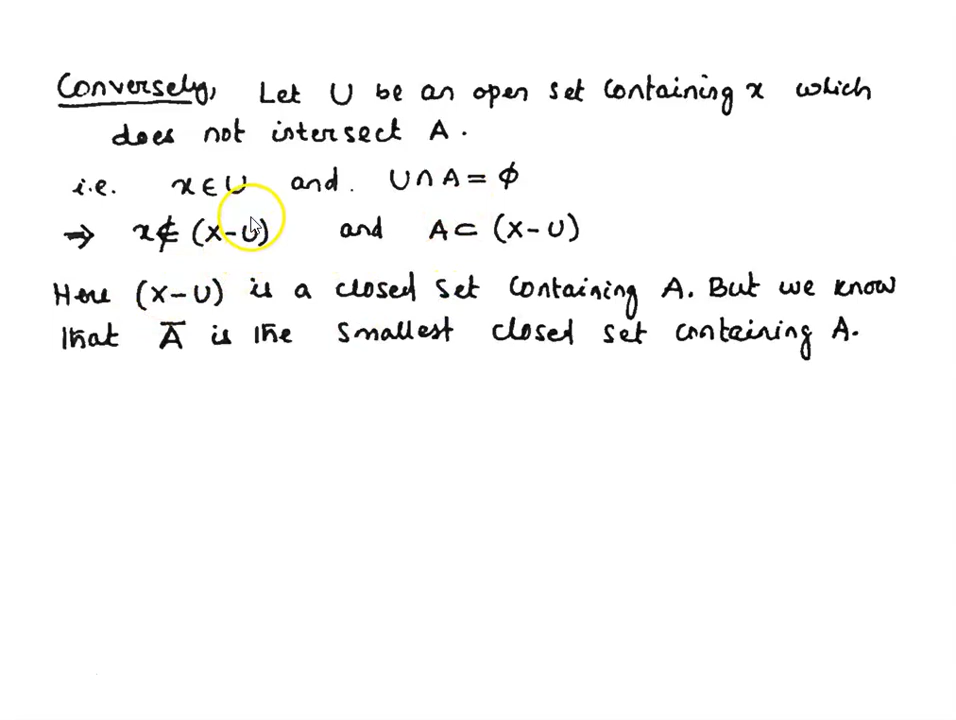 Conversely, Let U be an open set containing x which
does not intersect A.
i.e. x ∈ U and. U ∩ A = ϕ
⇒ x ∉ (X - U) and A ⊂ (X - U)
Here (X - U) is a closed set containing A. But we know
that A̅ is the smallest closed set containing A.